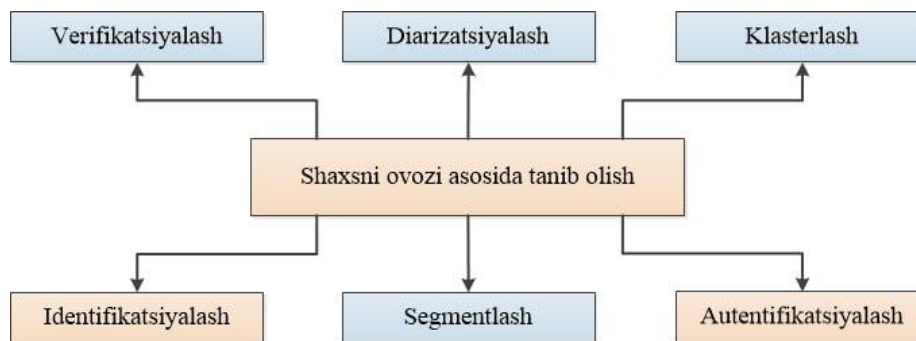 Verifikatsiyalash
Diarizatsiyalash
Klasterlash
Shaxsni ovozi asosida tanib olish
Identifikatsiyalash
Segmentlash
Autentifikatsiyalash